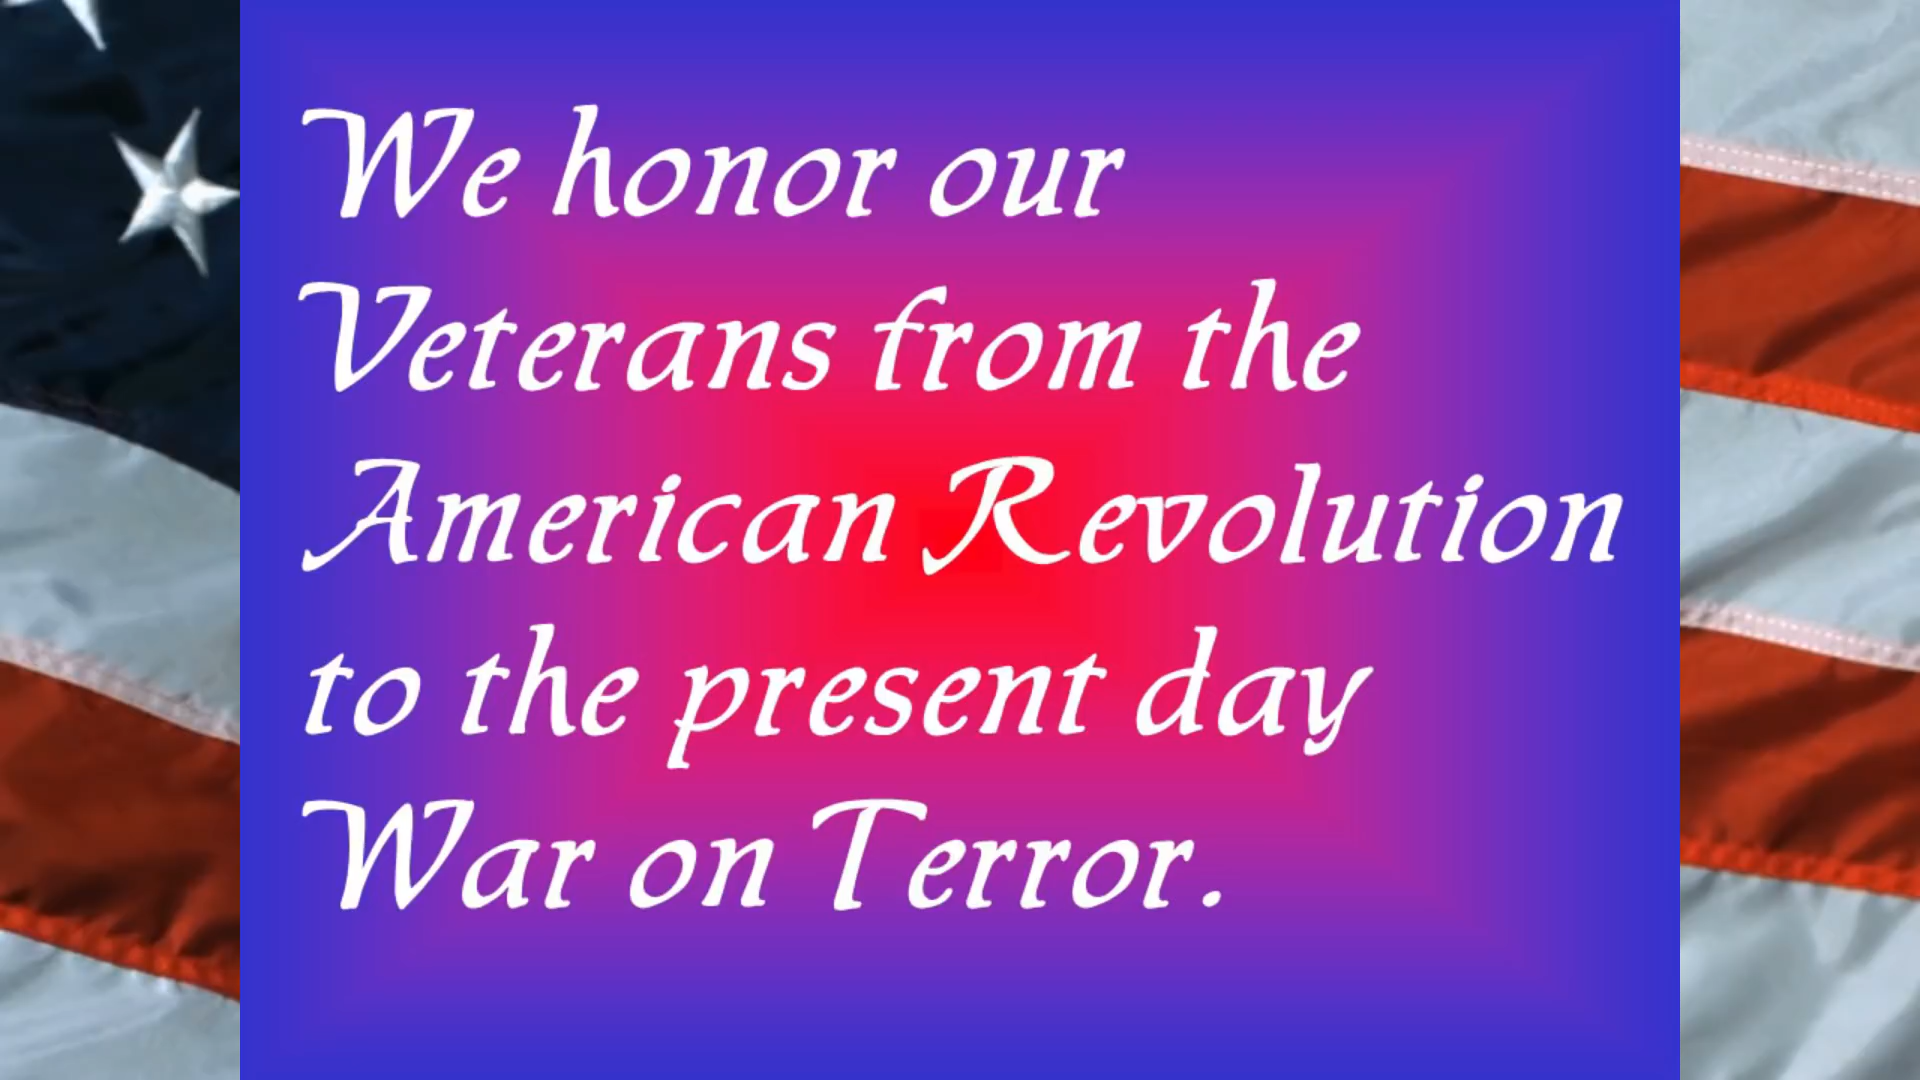 We honor our
Veterans from the
American Revolution
to the present day
War on Terror.